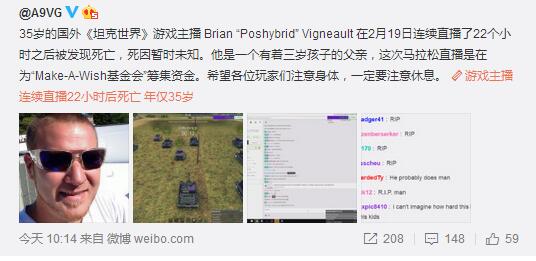 @A9VG
35岁的国外《坦克世界》游戏主播 Brian “Poshybrid” Vigneault 在2月19日连续直播了22个小
时之后被发现死亡，死因暂时未知。他是一个有着三岁孩子的父亲，这次马拉松直播是在
为“Make-A-Wish基金会”筹集资金。希望各位玩家们注意身体，一定要注意休息。 游戏主播
连续直播22小时后死亡 年仅35岁
adger41: RIP
zenberserker: RIP
170: RIP
oscheu: RIP
ardedTy: He probably does man
ik12: R.I.P. man
xpic8410: I can't imagine how hard this
is kids
今天 10:14 来自 微博 weibo.com
208
148
59